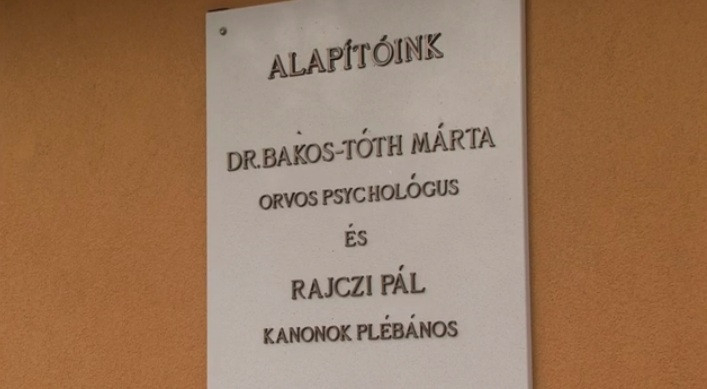 ALAPÍTÓINK
DR. BAKOS-TÓTH MÁRTA
ORVOS PSYCHOLÓGUS
ÉS
RAJCZI PÁL
KANONOK PLÉBÁNOS